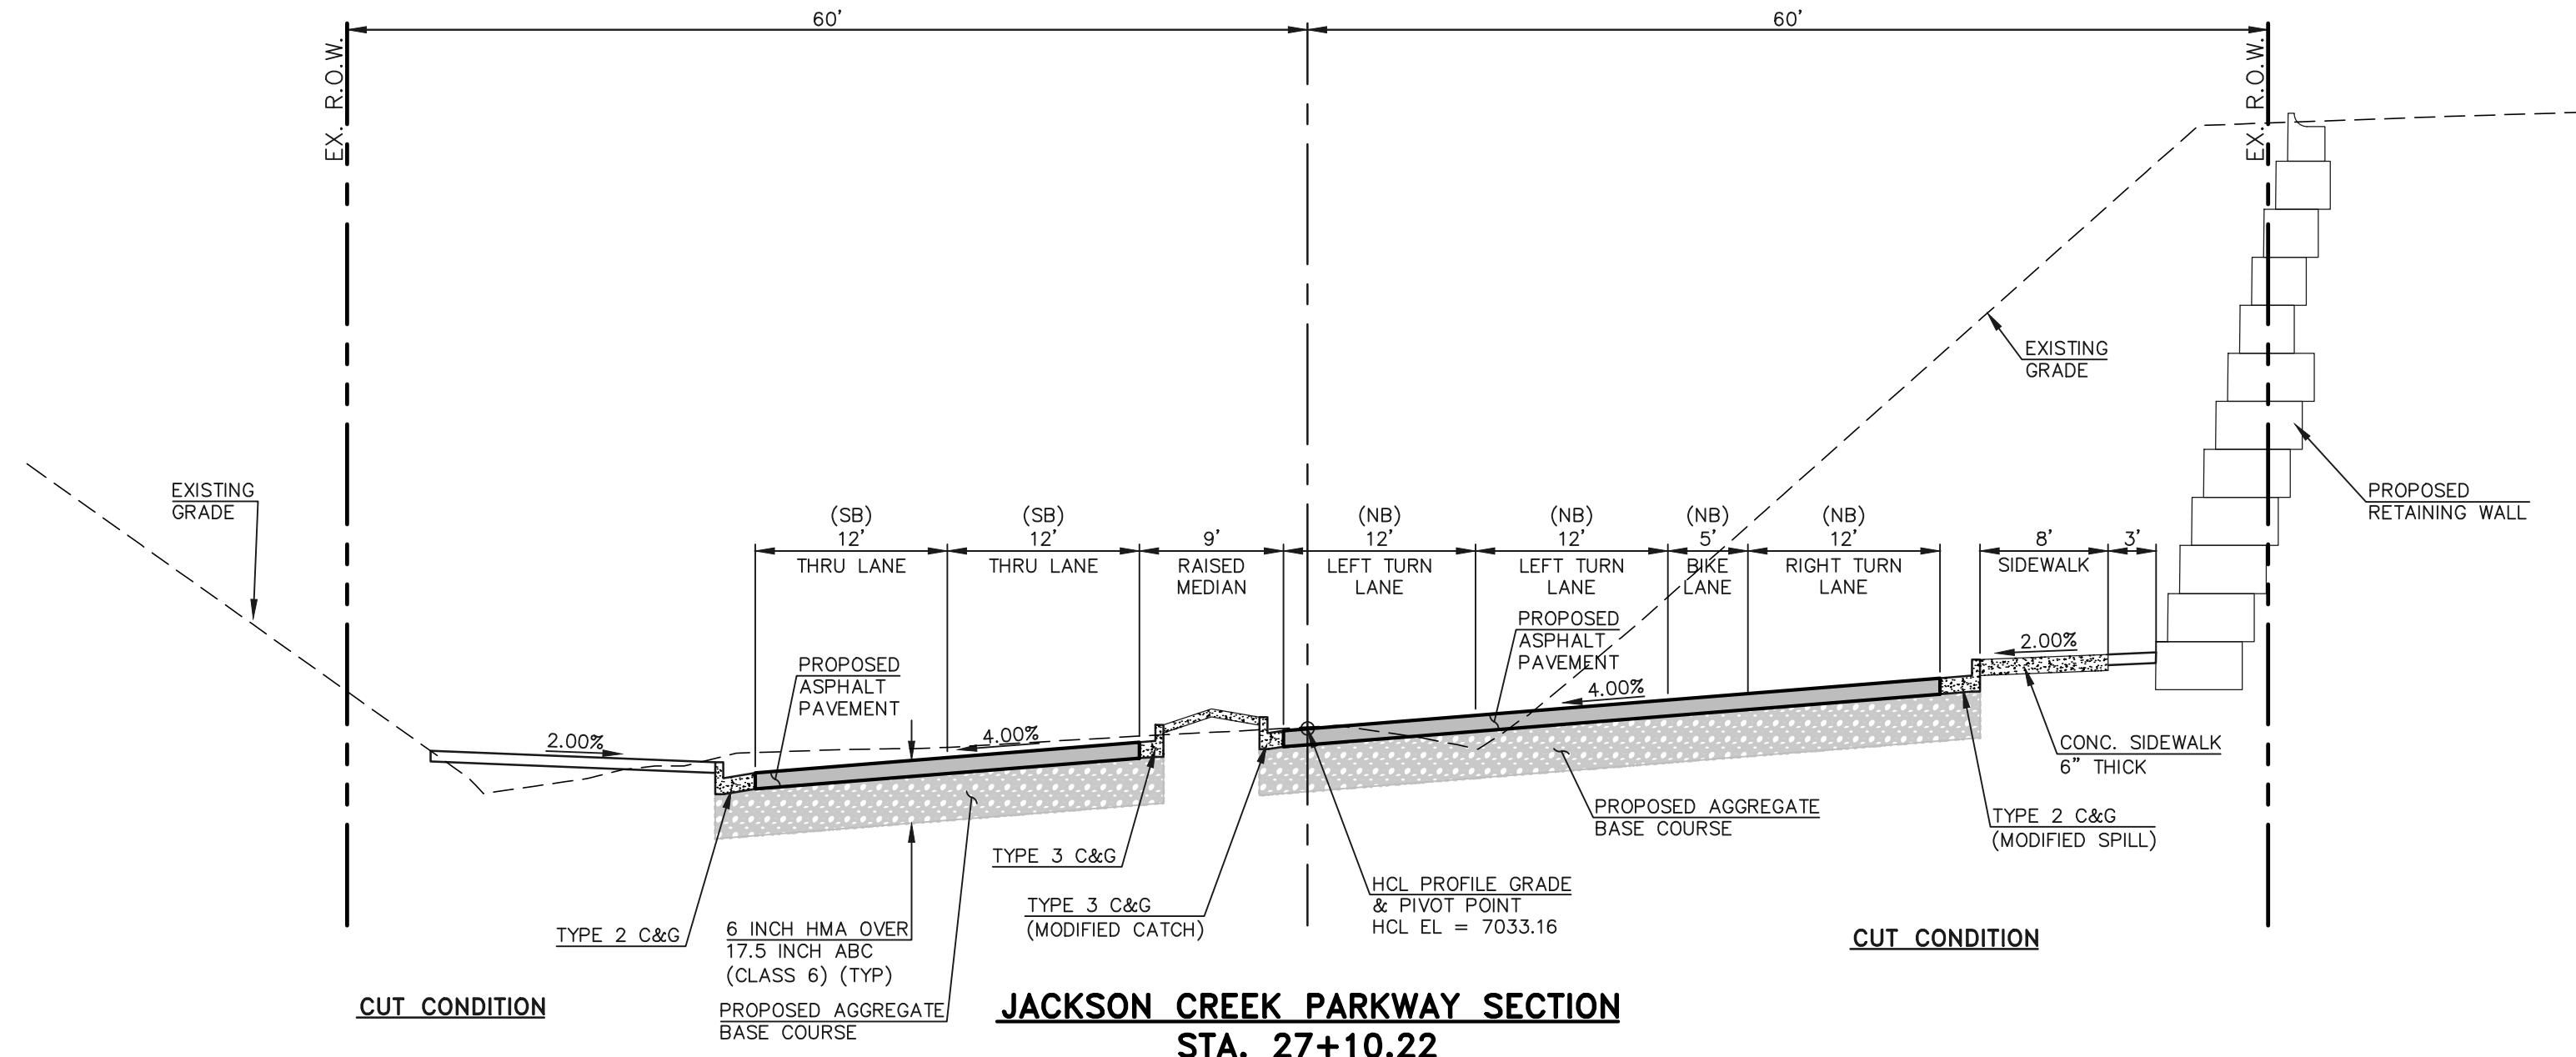 60'
60'
EX. R.O.W.
EX. R.O.W.
EXISTING
GRADE
EXISTING
GRADE
PROPOSED
RETAINING WALL
(SB)
12'
THRU LANE
(SB)
12'
THRU LANE
9'
RAISED
MEDIAN
(NB)
12'
LEFT TURN
LANE
(NB)
12'
LEFT TURN
LANE
(NB)
5'
BIKE
LANE
(NB)
12'
RIGHT TURN
LANE
8'
SIDEWALK
3'
PROPOSED
ASPHALT
PAVEMENT
PROPOSED
ASPHALT
PAVEMENT
2.00%
4.00%
4.00%
2.00%
CONC. SIDEWALK
6" THICK
PROPOSED AGGREGATE
BASE COURSE
TYPE 2 C&G
(MODIFIED SPILL)
TYPE 3 C&G
TYPE 3 C&G
(MODIFIED CATCH)
HCL PROFILE GRADE
& PIVOT POINT
HCL EL = 7033.16
TYPE 2 C&G
6 INCH HMA OVER
17.5 INCH ABC
(CLASS 6) (TYP)
PROPOSED AGGREGATE
BASE COURSE
CUT CONDITION
CUT CONDITION
JACKSON CREEK PARKWAY SECTION
STA. 27+10.22